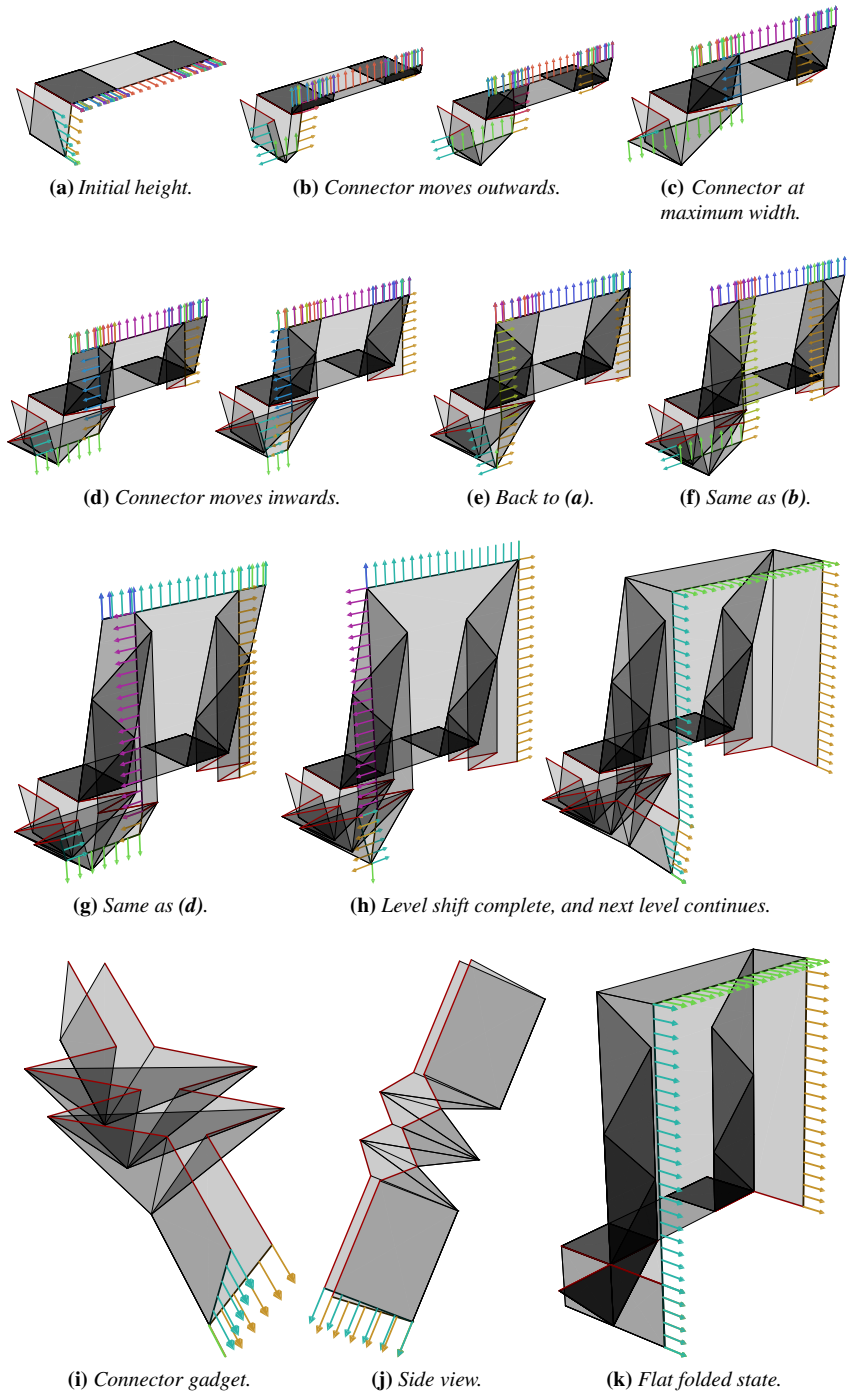 (a) Initial height.
(b) Connector moves outwards.
(c) Connector at
maximum width.
(d) Connector moves inwards.
(e) Back to (a).
(f) Same as (b).
(g) Same as (d).
(h) Level shift complete, and next level continues.
(i) Connector gadget.
(j) Side view.
(k) Flat folded state.